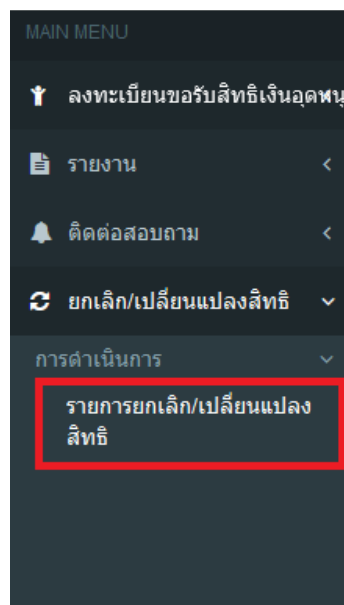 MAIN MENU
ลงทะเบียนขอรับสิทธิเงินอุดหนุ
รายงาน
ติดต่อสอบถาม
ยกเลิก/เปลี่ยนแปลงสิทธิ
การดำเนินการ
รายการยกเลิก/เปลี่ยนแปลง
สิทธิ